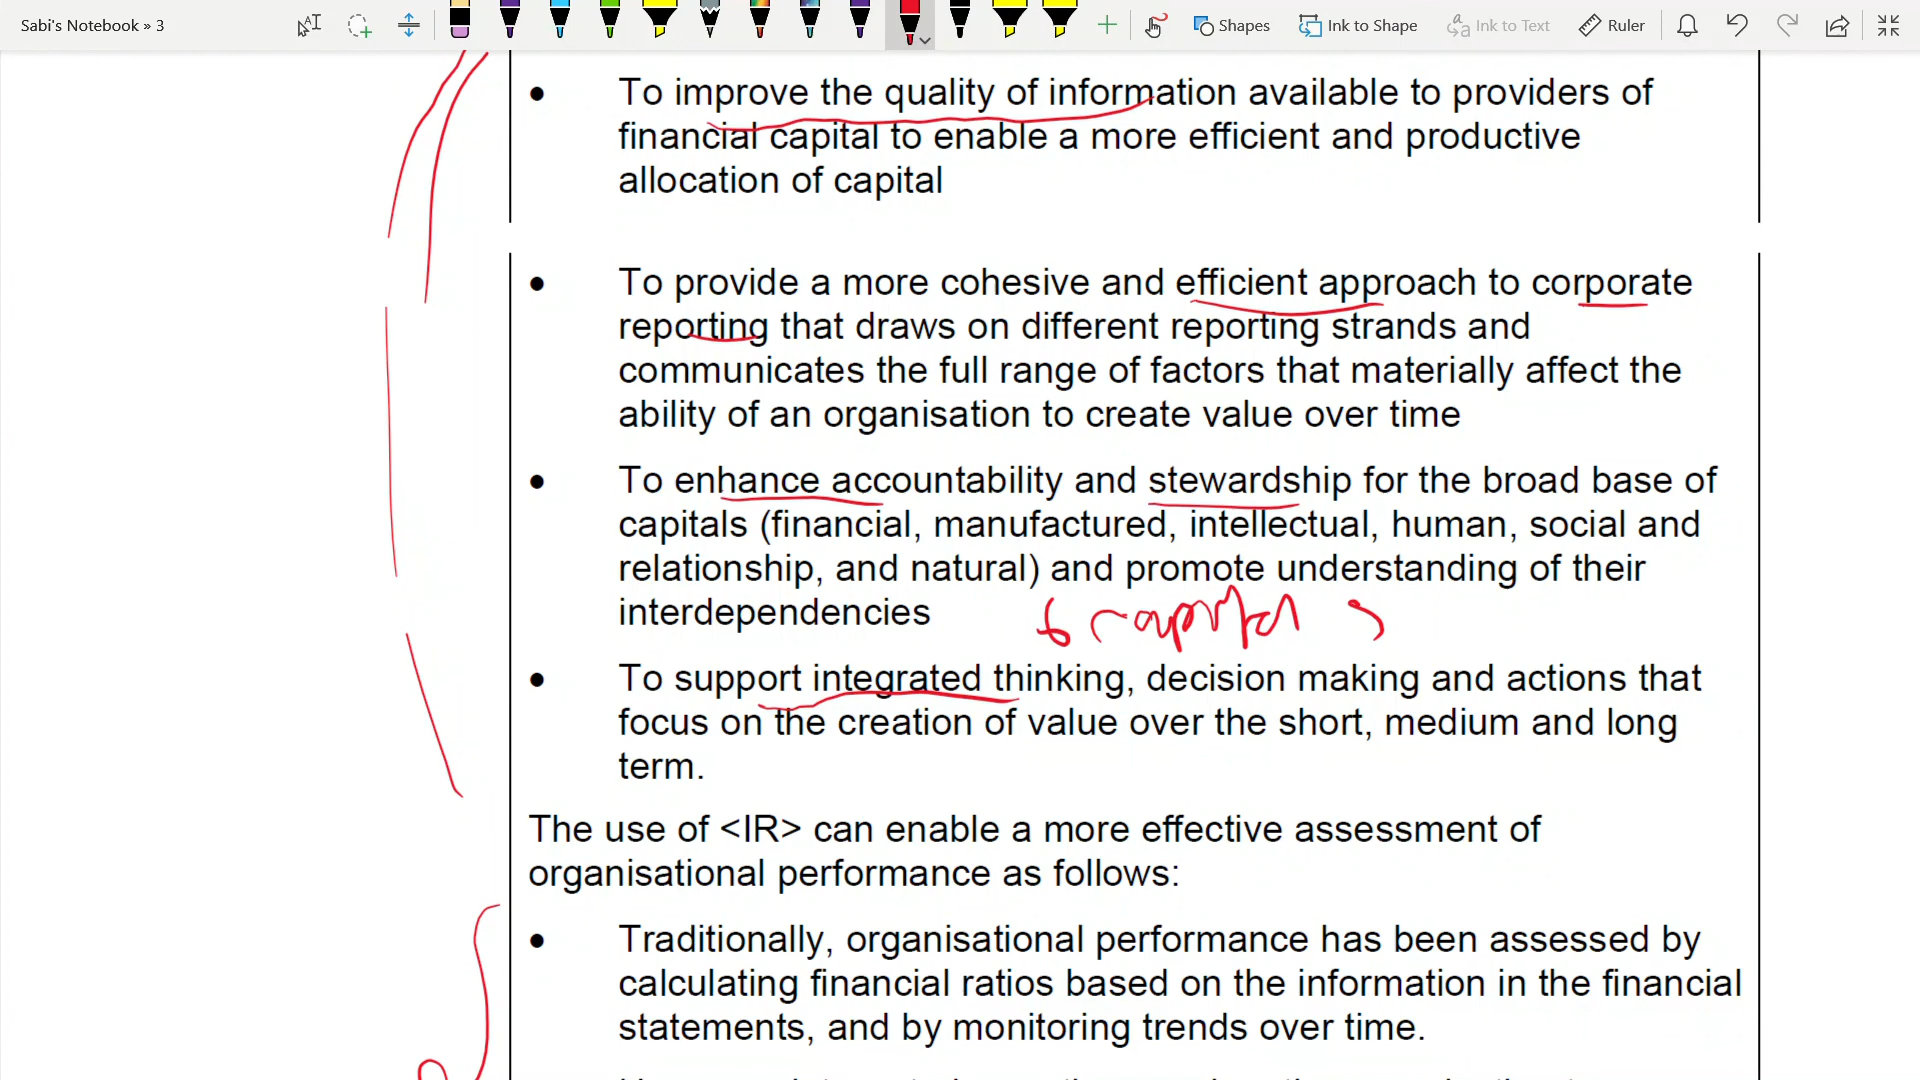 Sabi's Notebook » 3
Shapes
Ink to Shape
Ink to Text
Ruler
• To improve the quality of information available to providers of
financial capital to enable a more efficient and productive
allocation of capital
• To provide a more cohesive and efficient approach to corporate
reporting that draws on different reporting strands and
communicates the full range of factors that materially affect the
ability of an organisation to create value over time
• To enhance accountability and stewardship for the broad base of
capitals (financial, manufactured, intellectual, human, social and
relationship, and natural) and promote understanding of their
interdependencies
6 capital s
• To support integrated thinking, decision making and actions that
focus on the creation of value over the short, medium and long
term.
The use of <IR> can enable a more effective assessment of
organisational performance as follows:
• Traditionally, organisational performance has been assessed by
calculating financial ratios based on the information in the financial
statements, and by monitoring trends over time.